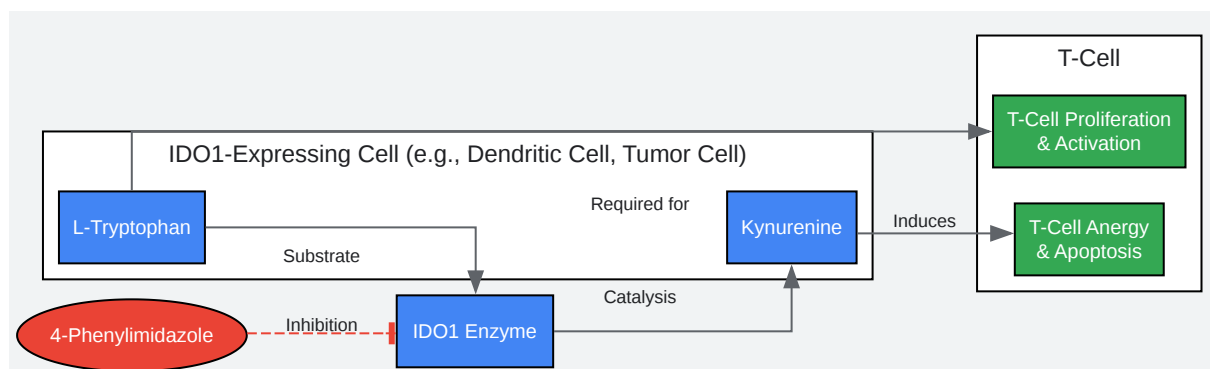 T-Cell
T-Cell Proliferation
& Activation
IDO1-Expressing Cell (e.g., Dendritic Cell, Tumor Cell)
Required for
L-Tryptophan
Kynurenine
Induces
T-Cell Anergy
& Apoptosis
Substrate
Catalysis
4-Phenylimidazole
Inhibition
IDO1 Enzyme